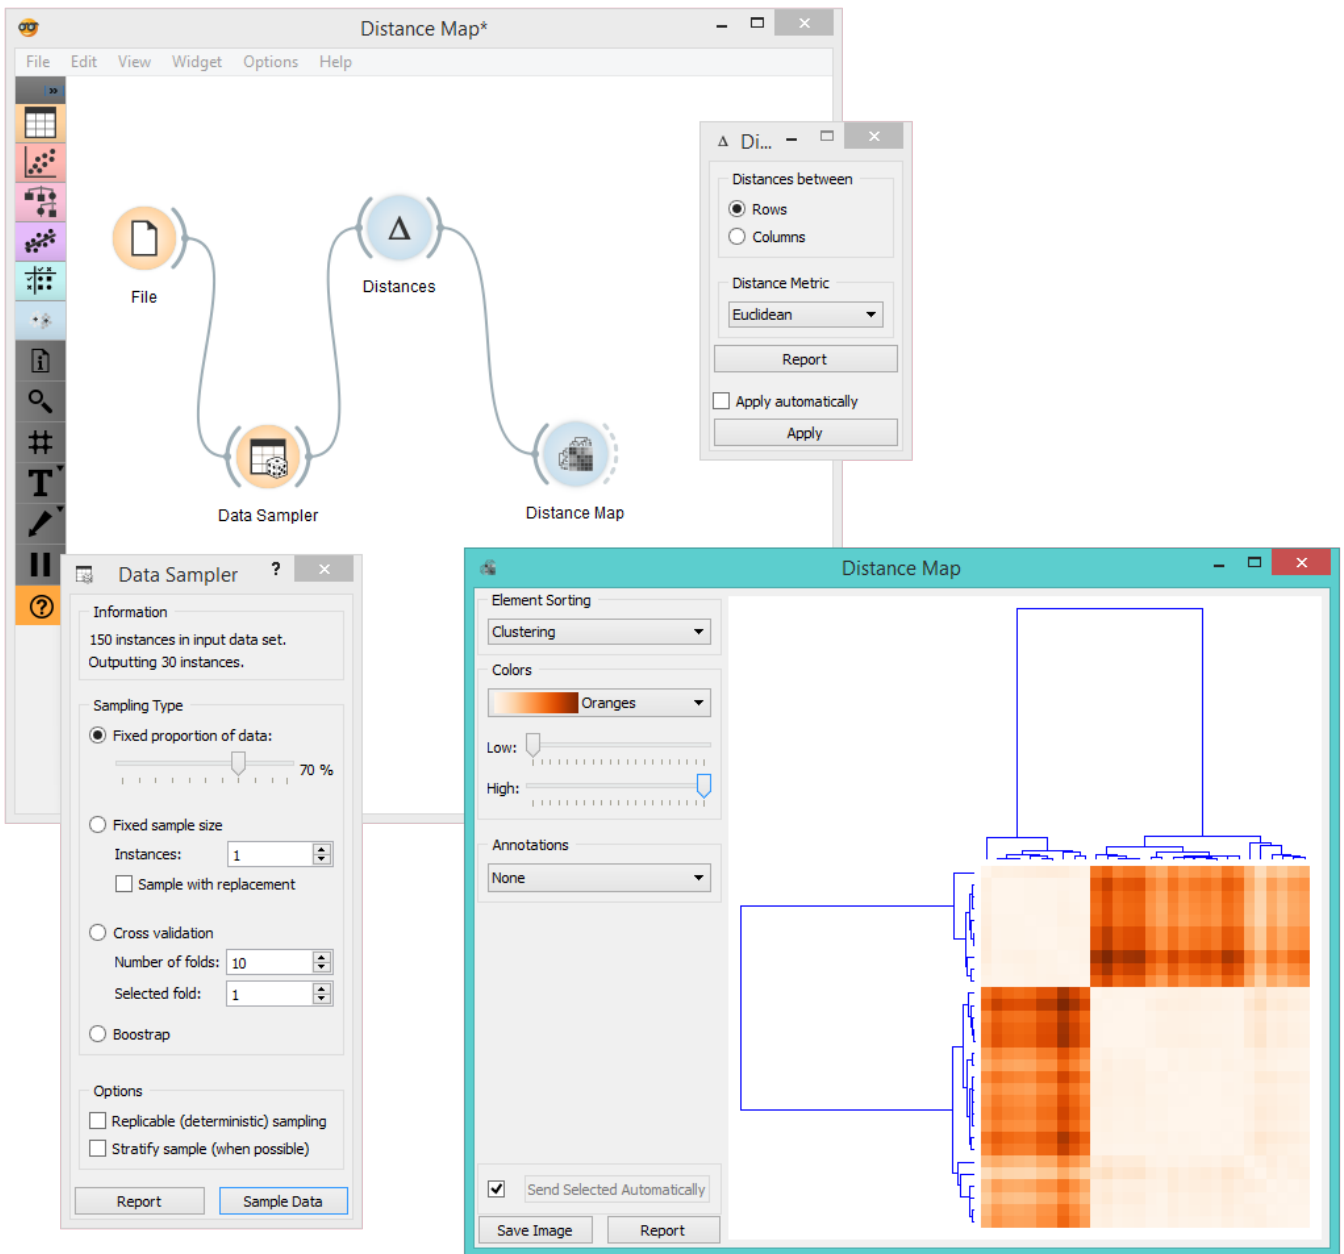 Distance Map*
File Edit View Widget Options Help
»
Δ Di...
Distances between
Rows
Columns
Distance Metric
Euclidean
Report
Apply automatically
Apply
File
Δ
Distances
Data Sampler
Distance Map
T
Data Sampler ?
Information
150 instances in input data set.
Outputting 30 instances.
Sampling Type
Fixed proportion of data:
70 %
Fixed sample size
Instances: 1
Sample with replacement
Cross validation
Number of folds: 10
Selected fold: 1
Boostrap
Options
Replicable (deterministic) sampling
Stratify sample (when possible)
Report Sample Data
Distance Map
Element Sorting
Clustering
Colors
Oranges
Low:
High:
Annotations
None
Send Selected Automatically
Save Image Report